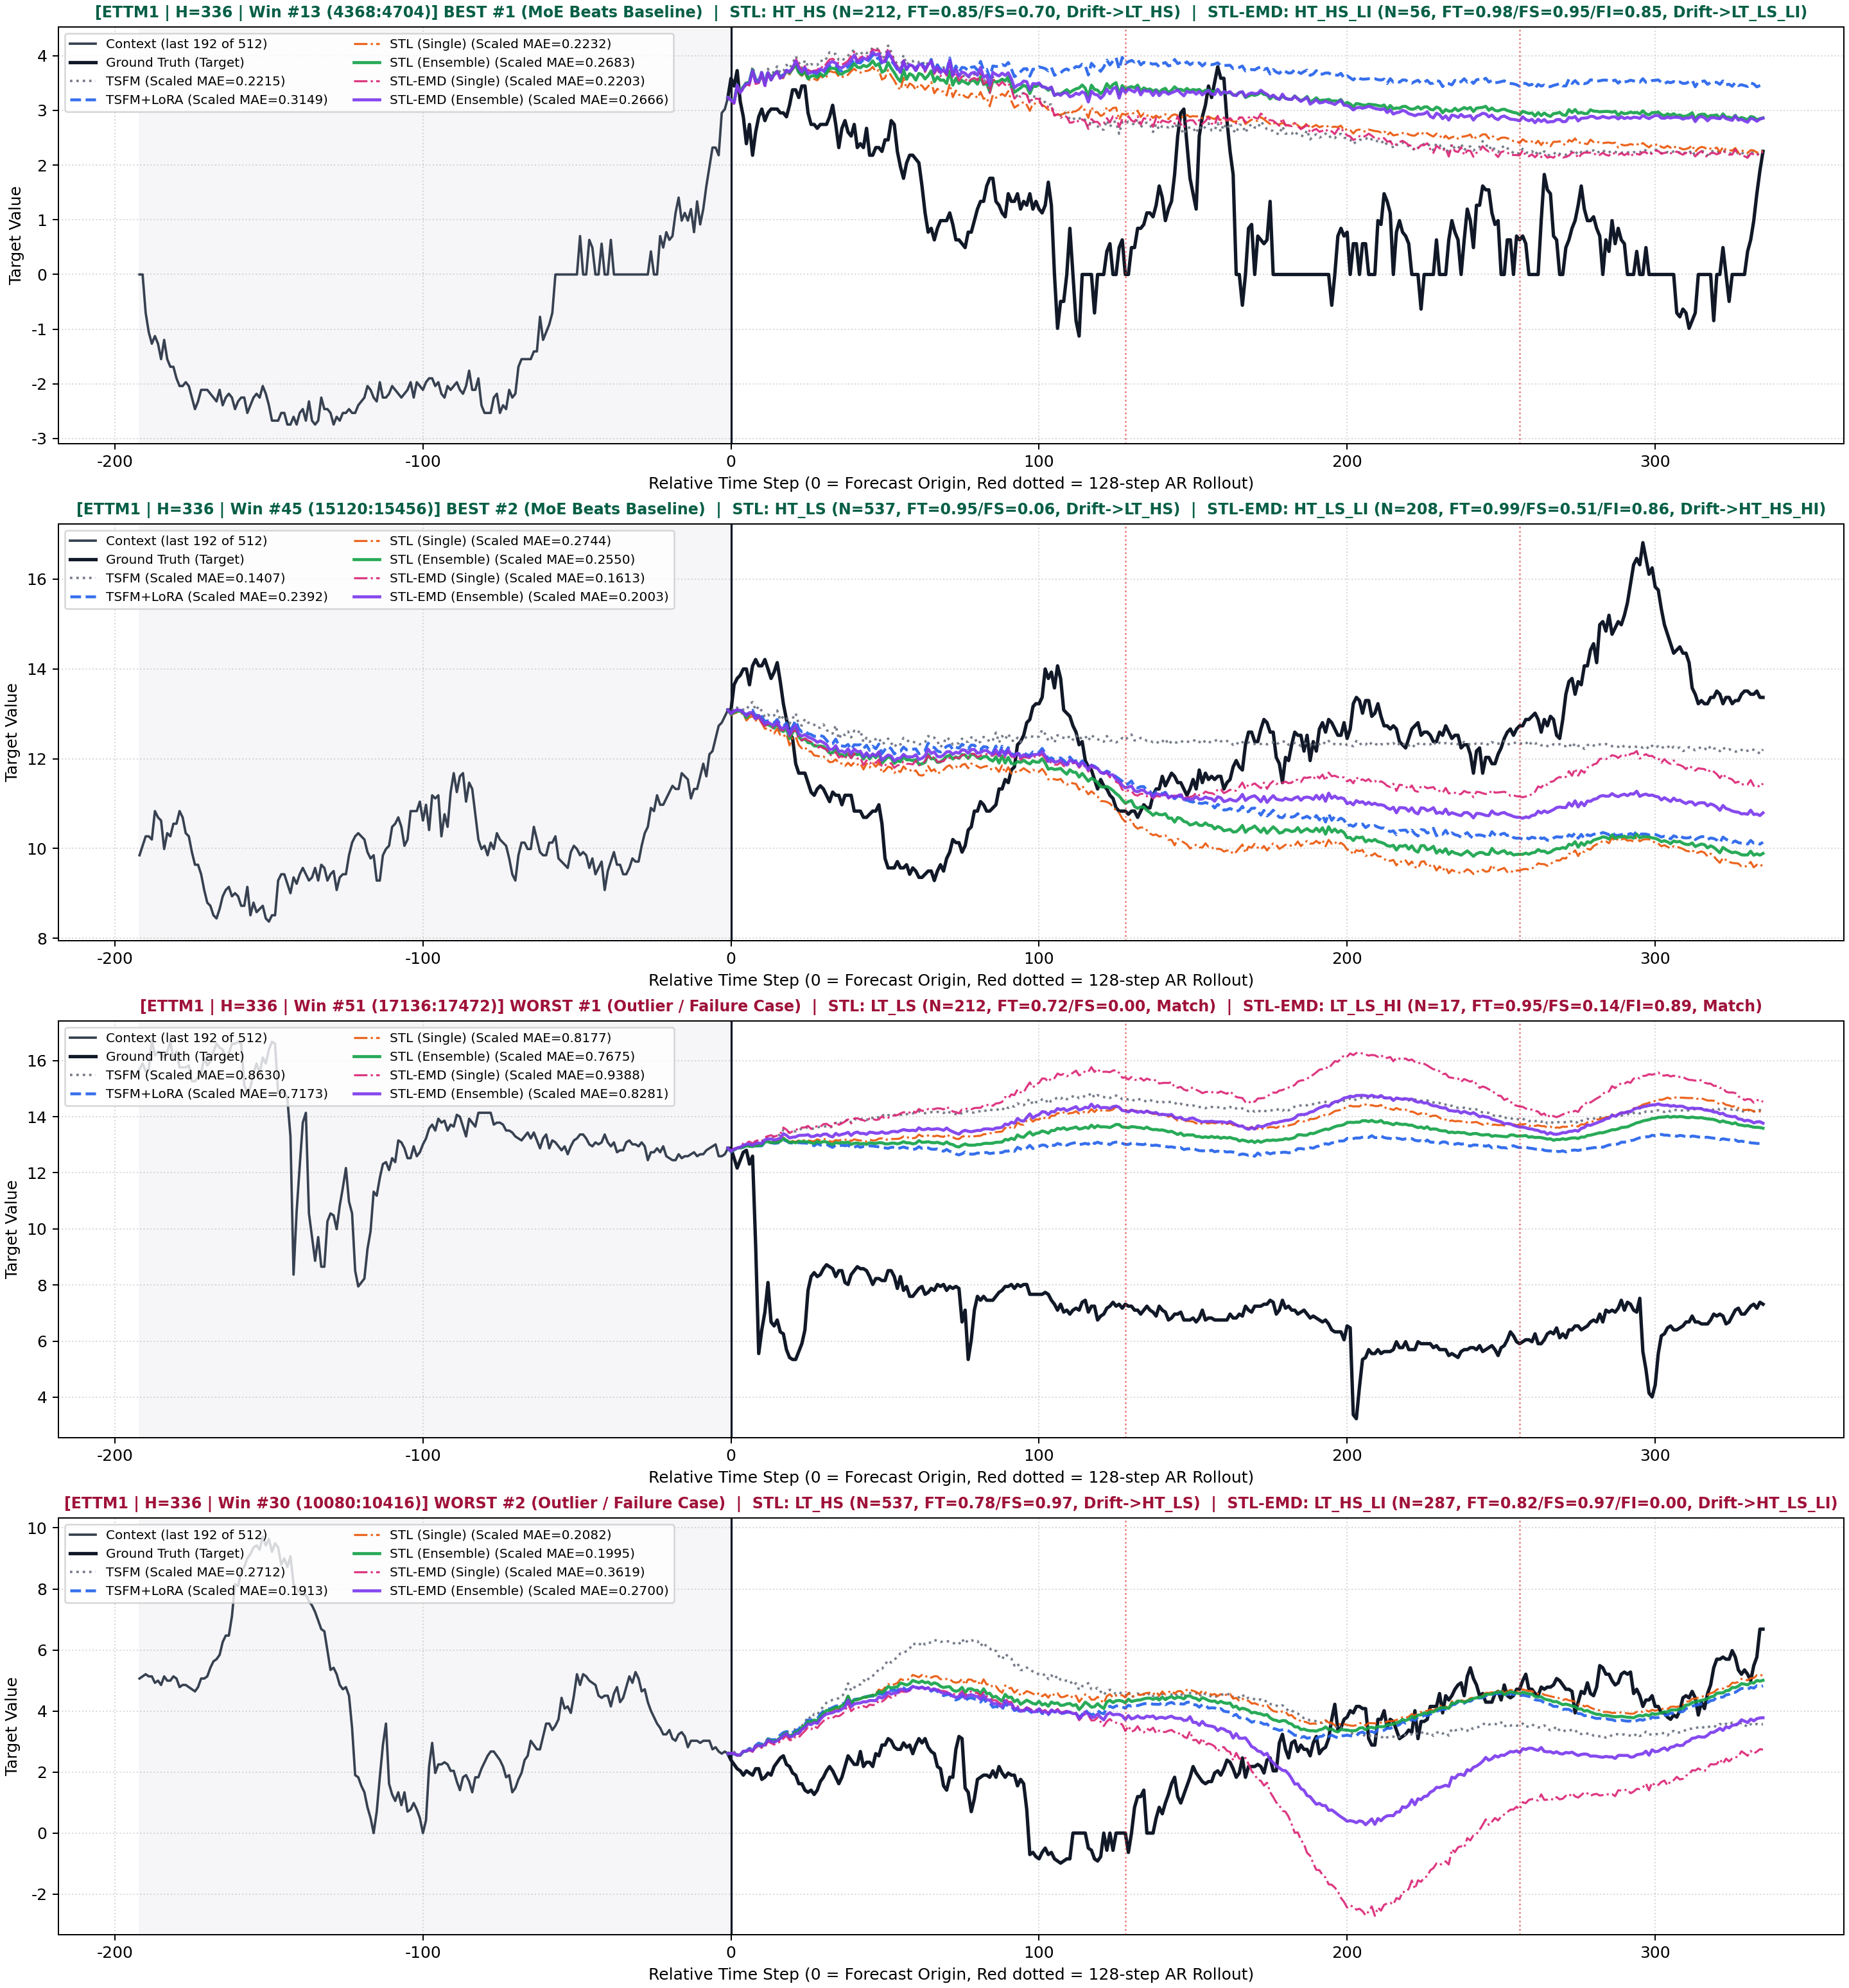 [ETTM1 | H=336 | Win #13 (4368:4704)] BEST #1 (MoE Beats Baseline) | STL: HT_HS (N=212, FT=0.85/FS=0.70, Drift->LT_HS) | STL-EMD: HT_HS_LI (N=56, FT=0.98/FS=0.95/FI=0.85, Drift->LT_LS_LI)
Context (last 192 of 512)
Ground Truth (Target)
TSFM (Scaled MAE=0.2215)
TSFM+LoRA (Scaled MAE=0.3149)
STL (Single) (Scaled MAE=0.2232)
STL (Ensemble) (Scaled MAE=0.2683)
STL-EMD (Single) (Scaled MAE=0.2203)
STL-EMD (Ensemble) (Scaled MAE=0.2666)
Target Value
4
3
2
1
0
-1
-2
-3
-200 -100 0 100 200 300
Relative Time Step (0 = Forecast Origin, Red dotted = 128-step AR Rollout)
[ETTM1 | H=336 | Win #45 (15120:15456)] BEST #2 (MoE Beats Baseline) | STL: HT_LS (N=537, FT=0.95/FS=0.06, Drift->LT_HS) | STL-EMD: HT_LS_LI (N=208, FT=0.99/FS=0.51/FI=0.86, Drift->HT_HS_HI)
Context (last 192 of 512)
Ground Truth (Target)
TSFM (Scaled MAE=0.1407)
TSFM+LoRA (Scaled MAE=0.2392)
STL (Single) (Scaled MAE=0.2744)
STL (Ensemble) (Scaled MAE=0.2550)
STL-EMD (Single) (Scaled MAE=0.1613)
STL-EMD (Ensemble) (Scaled MAE=0.2003)
Target Value
16
14
12
10
8
-200 -100 0 100 200 300
Relative Time Step (0 = Forecast Origin, Red dotted = 128-step AR Rollout)
[ETTM1 | H=336 | Win #51 (17136:17472)] WORST #1 (Outlier / Failure Case) | STL: LT_LS (N=212, FT=0.72/FS=0.00, Match) | STL-EMD: LT_LS_HI (N=17, FT=0.95/FS=0.14/FI=0.89, Match)
Context (last 192 of 512)
Ground Truth (Target)
TSFM (Scaled MAE=0.8630)
TSFM+LoRA (Scaled MAE=0.7173)
STL (Single) (Scaled MAE=0.8177)
STL (Ensemble) (Scaled MAE=0.7675)
STL-EMD (Single) (Scaled MAE=0.9388)
STL-EMD (Ensemble) (Scaled MAE=0.8281)
Target Value
16
14
12
10
8
6
4
-200 -100 0 100 200 300
Relative Time Step (0 = Forecast Origin, Red dotted = 128-step AR Rollout)
[ETTM1 | H=336 | Win #30 (10080:10416)] WORST #2 (Outlier / Failure Case) | STL: LT_HS (N=537, FT=0.78/FS=0.97, Drift->HT_LS) | STL-EMD: LT_HS_LI (N=287, FT=0.82/FS=0.97/FI=0.00, Drift->HT_LS_LI)
Context (last 192 of 512)
Ground Truth (Target)
TSFM (Scaled MAE=0.2712)
TSFM+LoRA (Scaled MAE=0.1913)
STL (Single) (Scaled MAE=0.2082)
STL (Ensemble) (Scaled MAE=0.1995)
STL-EMD (Single) (Scaled MAE=0.3619)
STL-EMD (Ensemble) (Scaled MAE=0.2700)
Target Value
10
8
6
4
2
0
-2
-200 -100 0 100 200 300
Relative Time Step (0 = Forecast Origin, Red dotted = 128-step AR Rollout)